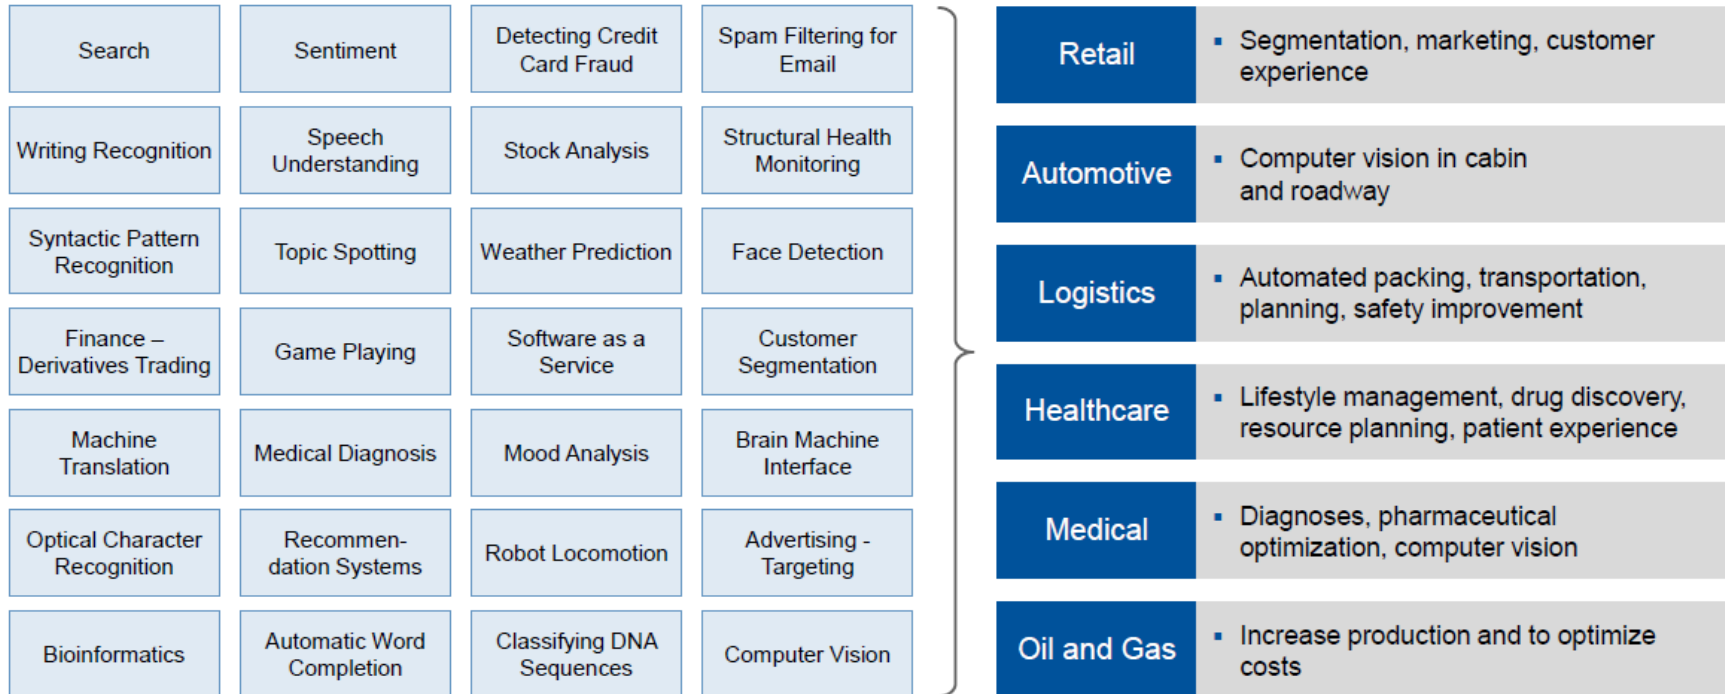 Search
Sentiment
Detecting Credit
Card Fraud
Spam Filtering for
Email
Writing Recognition
Speech
Understanding
Stock Analysis
Structural Health
Monitoring
Syntactic Pattern
Recognition
Topic Spotting
Weather Prediction
Face Detection
Finance –
Derivatives Trading
Game Playing
Software as a
Service
Customer
Segmentation
Machine
Translation
Medical Diagnosis
Mood Analysis
Brain Machine
Interface
Optical Character
Recognition
Recommen-
dation Systems
Robot Locomotion
Advertising -
Targeting
Bioinformatics
Automatic Word
Completion
Classifying DNA
Sequences
Computer Vision
Retail
▪ Segmentation, marketing, customer
experience
Automotive
▪ Computer vision in cabin
and roadway
Logistics
▪ Automated packing, transportation,
planning, safety improvement
Healthcare
▪ Lifestyle management, drug discovery,
resource planning, patient experience
Medical
▪ Diagnoses, pharmaceutical
optimization, computer vision
Oil and Gas
▪ Increase production and to optimize
costs